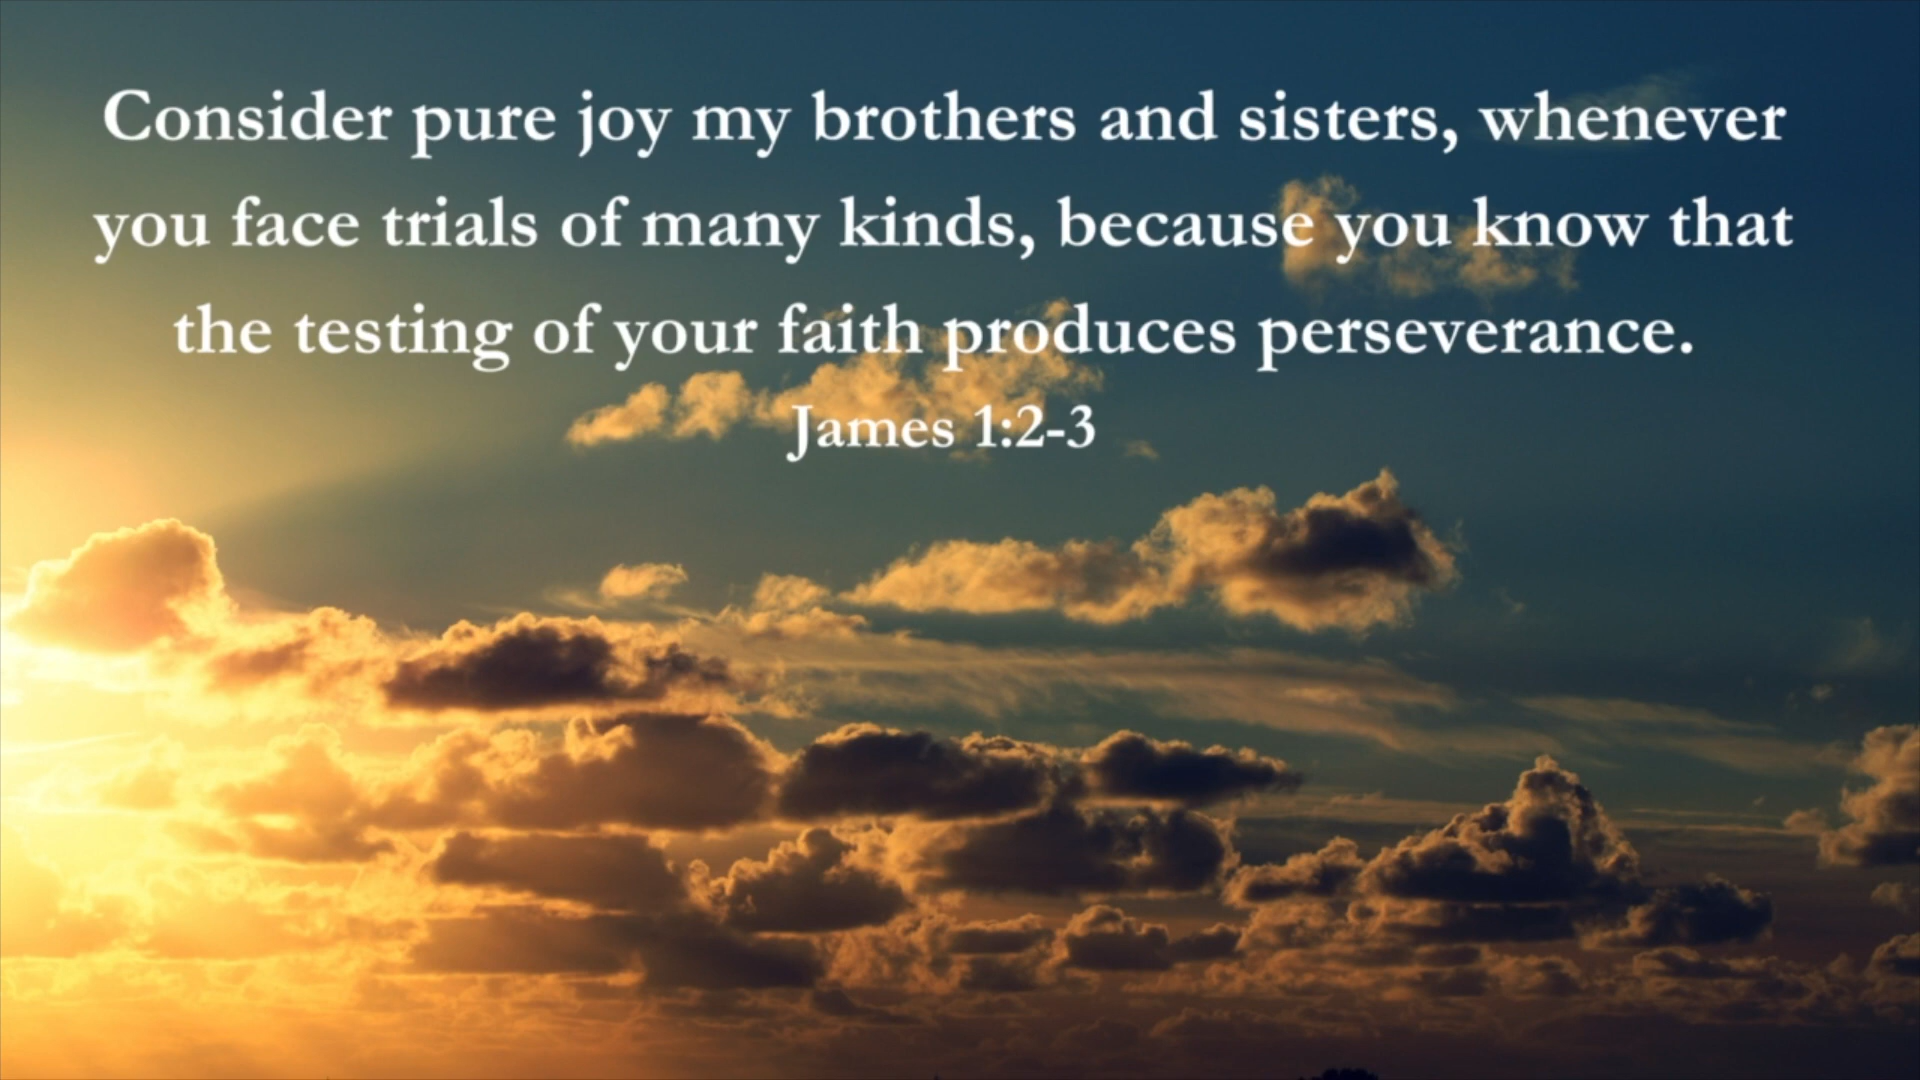 Consider pure joy my brothers and sisters, whenever
you face trials of many kinds, because you know that
the testing of your faith produces perseverance.
James 1:2-3